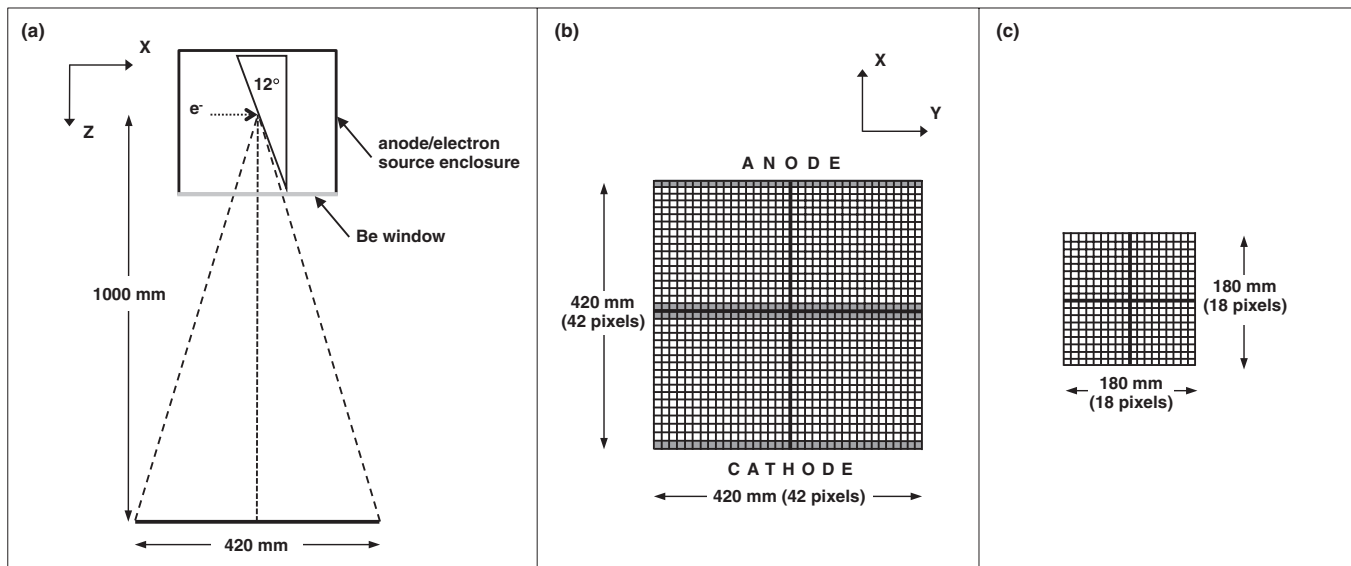 (a)
X
Z
12°
e-
anode/electron
source enclosure
Be window
1000 mm
420 mm
(b)
X
Y
A N O D E
420 mm
(42 pixels)
C A T H O D E
420 mm (42 pixels)
(c)
180 mm
(18 pixels)
180 mm
(18 pixels)